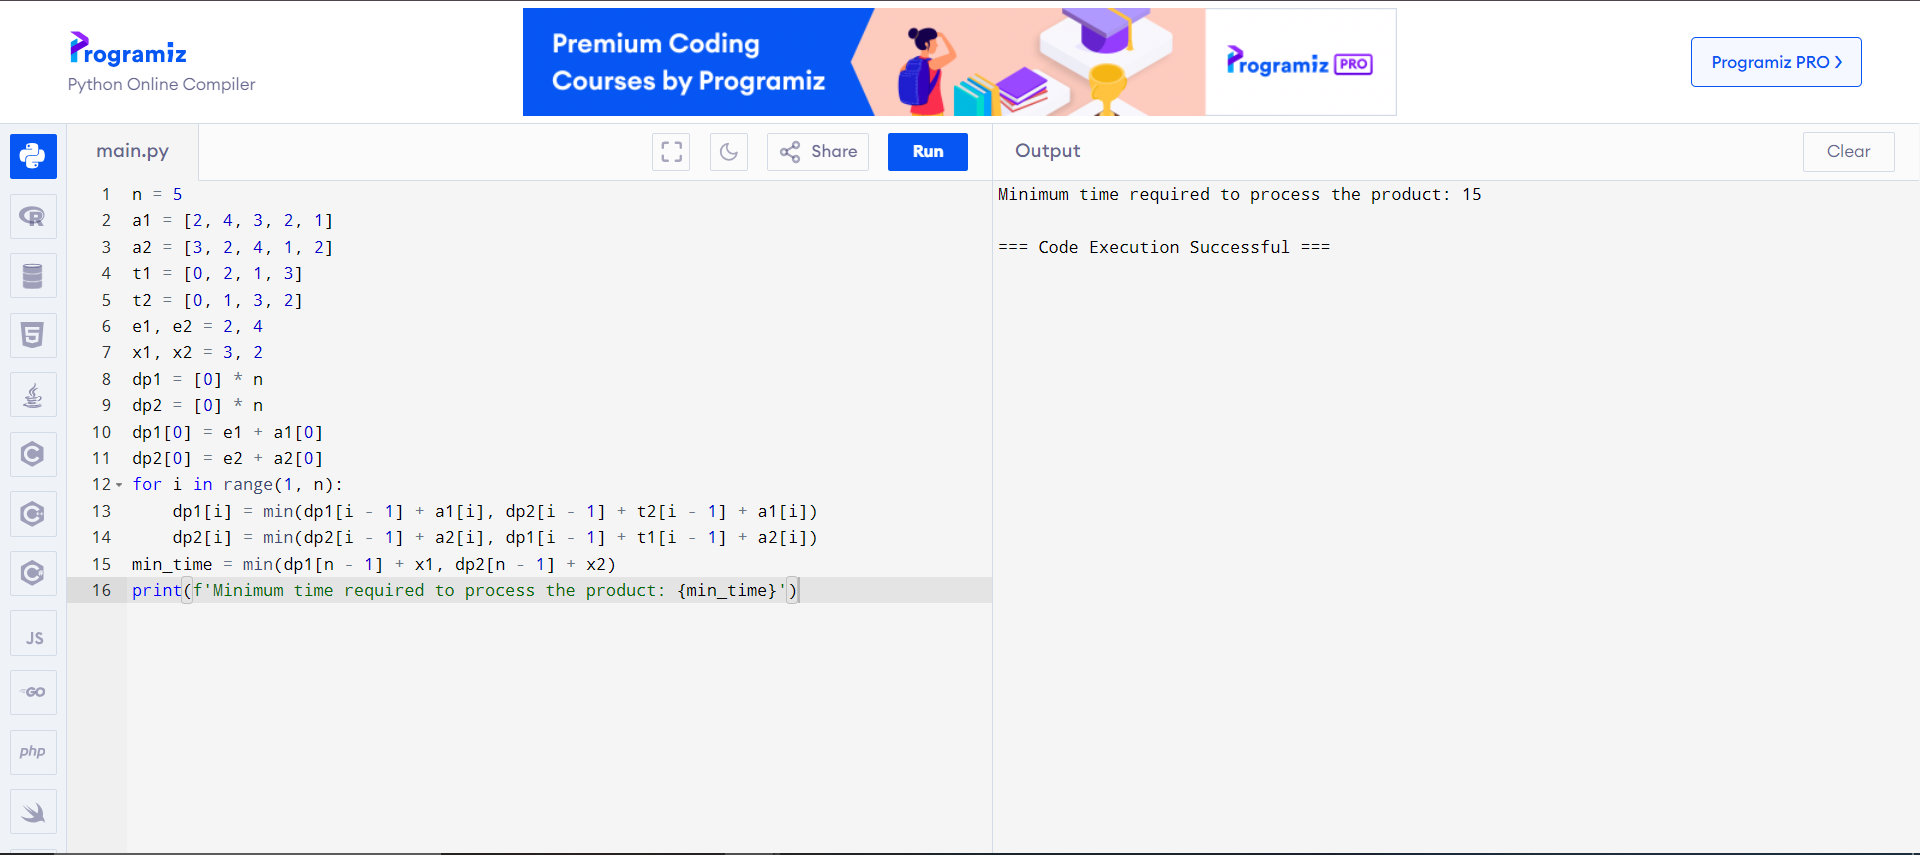 Programiz
Python Online Compiler
Premium Coding
Courses by Programiz
Programiz PRO
Programiz PRO ›
main.py
Share
Run
Output
Clear
1 n = 5
2 a1 = [2, 4, 3, 2, 1]
3 a2 = [3, 2, 4, 1, 2]
4 t1 = [0, 2, 1, 3]
5 t2 = [0, 1, 3, 2]
6 e1, e2 = 2, 4
7 x1, x2 = 3, 2
8 dp1 = [0] * n
9 dp2 = [0] * n
10 dp1[0] = e1 + a1[0]
11 dp2[0] = e2 + a2[0]
12 for i in range(1, n):
13     dp1[i] = min(dp1[i - 1] + a1[i], dp2[i - 1] + t2[i - 1] + a1[i])
14     dp2[i] = min(dp2[i - 1] + a2[i], dp1[i - 1] + t1[i - 1] + a2[i])
15 min_time = min(dp1[n - 1] + x1, dp2[n - 1] + x2)
16 print(f'Minimum time required to process the product: {min_time}')
Minimum time required to process the product: 15
=== Code Execution Successful ===
R
5
C
C
C
JS
GO
php